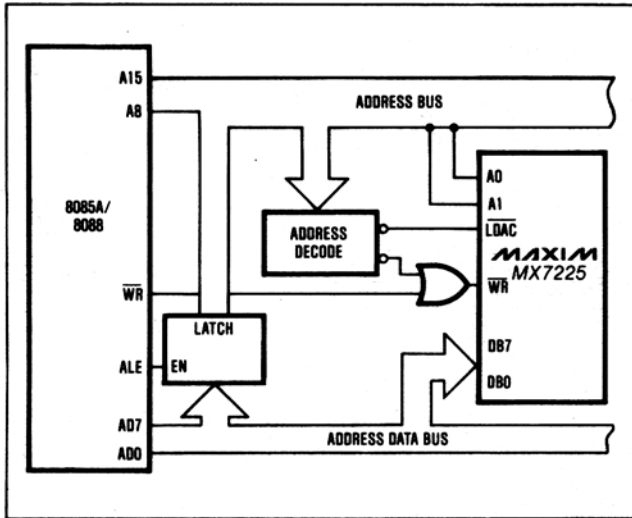 A15
ADDRESS BUS
A8
8085A/
8088
A0
A1
ADDRESS
DECODE
LDAC
MAXIM
MX7225
WR
WR
LATCH
ALE
EN
DB7
DB0
AD7
ADDRESS DATA BUS
AD0